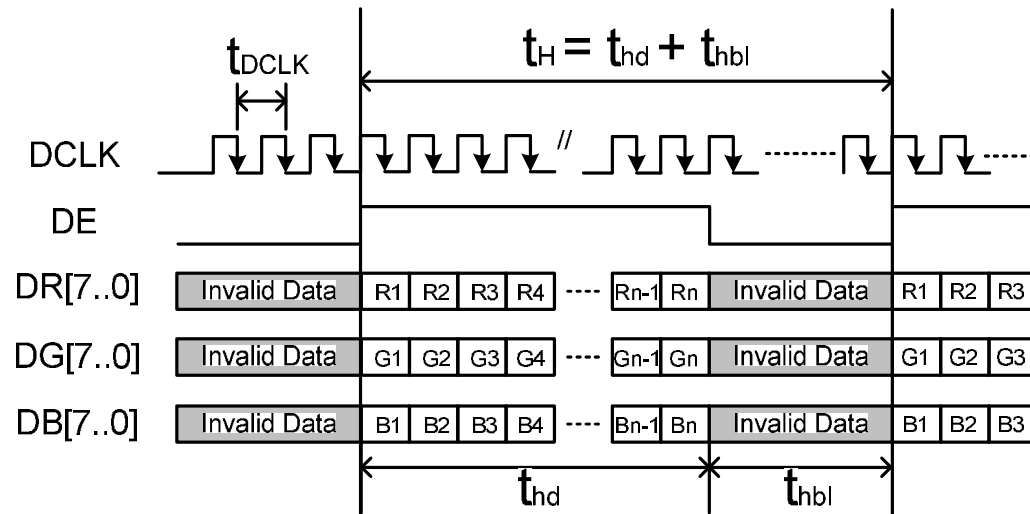 tH = thd + thbl
tDCLK
DCLK // ........ .....
DE
DR[7..0] Invalid Data R1 R2 R3 R4 ---- Rn-1 Rn Invalid Data R1 R2 R3
DG[7..0] Invalid Data G1 G2 G3 G4 ---- Gn-1 Gn Invalid Data G1 G2 G3
DB[7..0] Invalid Data B1 B2 B3 B4 ---- Bn-1 Bn Invalid Data B1 B2 B3
thd thbl